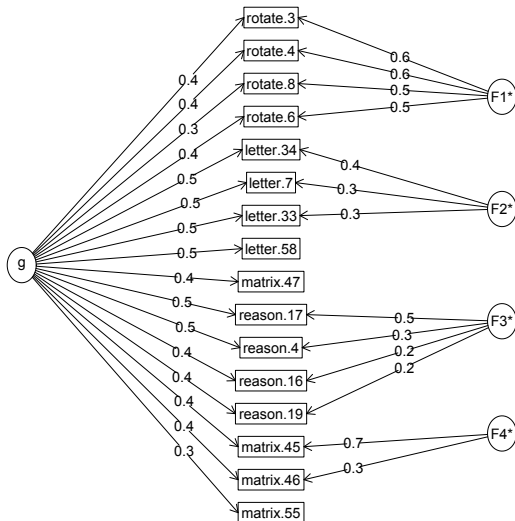 rotate.3
rotate.4
rotate.8
rotate.6
letter.34
letter.7
letter.33
letter.58
matrix.47
reason.17
reason.4
reason.16
reason.19
matrix.45
matrix.46
matrix.55
g
0.4
0.4
0.3
0.4
0.5
0.5
0.5
0.5
0.4
0.5
0.5
0.4
0.4
0.4
0.4
0.3
F1*
0.6
0.6
0.5
0.5
F2*
0.4
0.3
0.3
F3*
0.5
0.3
0.2
0.2
F4*
0.7
0.3